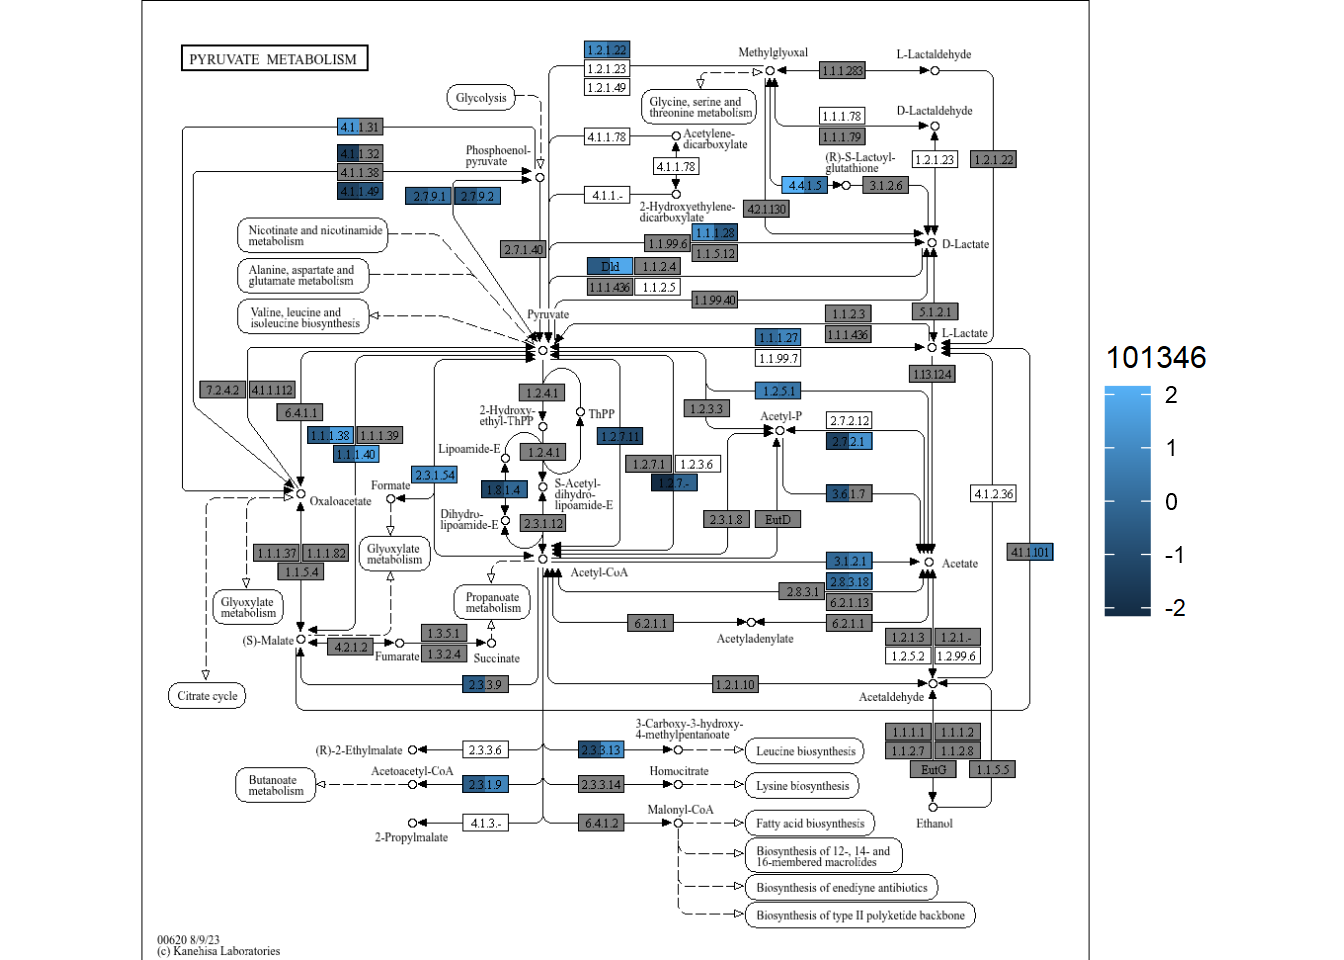 PYRUVATE METABOLISM
1.2.1.22
1.2.1.23
1.2.1.49
Methylglyoxal
1.1.1.283
L-Lactaldehyde
Glycolysis
Glycine, serine and
threonine metabolism
D-Lactaldehyde
1.1.1.78
1.1.1.79
4.1.1.31
4.1.1.32
4.1.1.38
4.1.1.49
Phosphoenol-
pyruvate
4.1.1.78
Acetylene-
dicarboxylate
4.1.1.78
(R)-S-Lactoyl-
glutathione
1.2.1.23
1.2.1.22
2.7.9.1
2.7.9.2
4.1.1.-
2-Hydroxyethylene-
dicarboxylate
4.4.1.5
3.1.2.6
4.2.1.130
Nicotinate and nicotinamide
metabolism
2.7.1.40
1.1.99.6
1.1.1.28
1.1.5.12
D-Lactate
Alanine, aspartate and
glutamate metabolism
Dld
1.1.2.4
1.1.1.436
1.1.2.5
1.1.99.40
Valine, leucine and
isoleucine biosynthesis
Pyruvate
1.1.2.3
1.1.1.436
5.1.2.1
L-Lactate
1.1.1.27
1.1.99.7
1.13.12.4
7.2.4.2
4.1.1.112
6.4.1.1
1.2.4.1
1.2.5.1
2-Hydroxy-
ethyl-ThPP
ThPP
1.2.3.3
Acetyl-P
2.7.2.12
2.7.2.1
1.1.1.38
1.1.1.39
1.1.1.40
1.2.7.11
Lipoamide-E
1.2.4.1
1.2.7.1
1.2.3.6
1.2.7.-
2.3.1.54
Formate
Oxaloacetate
1.8.1.4
S-Acetyl-
dihydro-
lipoamide-E
3.6.1.7
4.1.2.36
Dihydro-
lipoamide-E
2.3.1.12
2.3.1.8
EutD
1.1.1.37
1.1.1.82
1.1.5.4
Glyoxylate
metabolism
4.1.1.101
Acetyl-CoA
3.1.2.1
Acetate
2.8.3.18
2.8.3.1
6.2.1.13
Glyoxylate
metabolism
Propanoate
metabolism
6.2.1.1
Acetyladenylate
6.2.1.1
(S)-Malate
4.2.1.2
Fumarate
1.3.5.1
1.3.2.4
Succinate
1.2.1.3
1.2.1.-
1.2.5.2
1.2.99.6
Citrate cycle
2.3.3.9
1.2.1.10
Acetaldehyde
(R)-2-Ethylmalate
2.3.3.6
2.3.3.13
3-Carboxy-3-hydroxy-
4-methylpentanoate
Leucine biosynthesis
1.1.1.1
1.1.1.2
1.1.2.7
1.1.2.8
EutG
1.1.5.5
Butanoate
metabolism
Acetoacetyl-CoA
2.3.1.9
2.3.3.14
Homocitrate
Lysine biosynthesis
2-Propylmalate
4.1.3.-
6.4.1.2
Malonyl-CoA
Fatty acid biosynthesis
Ethanol
Biosynthesis of 12-, 14- and
16-membered macrolides
Biosynthesis of enediyne antibiotics
Biosynthesis of type II polyketide backbone
00620 8/9/23
(c) Kanehisa Laboratories
101346
2
1
0
-1
-2